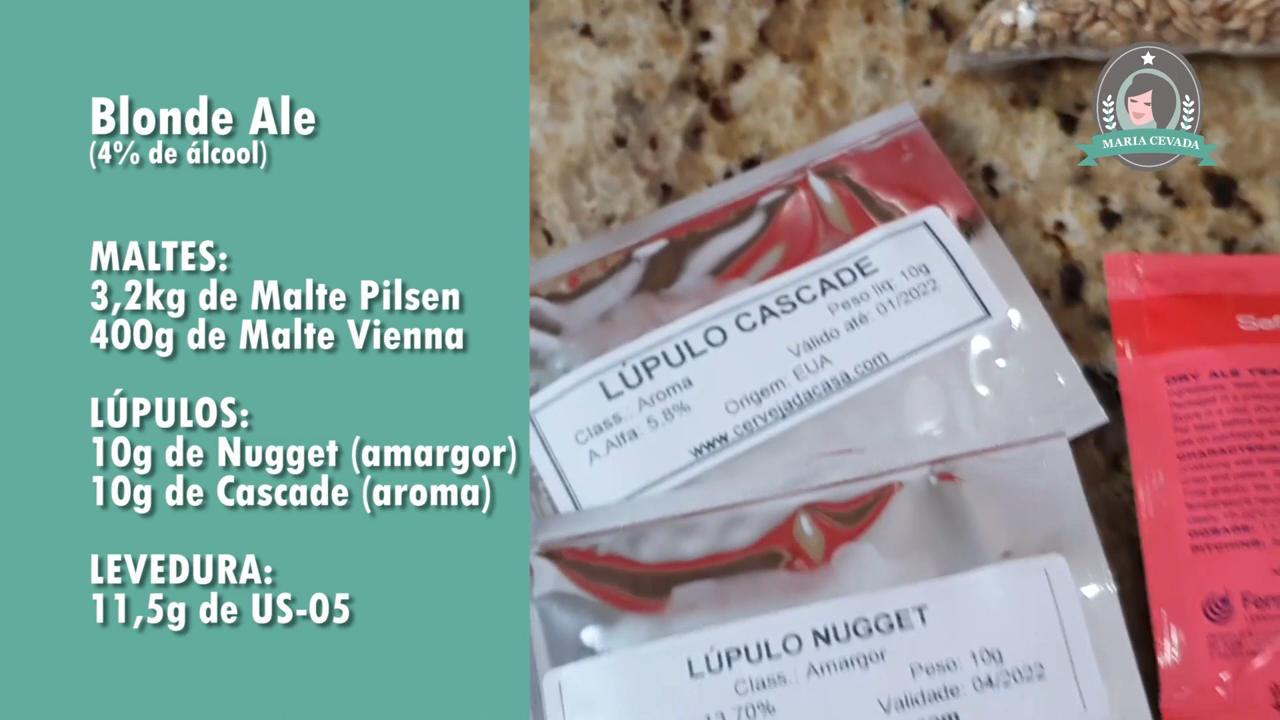 Blonde Ale
(4% de álcool)
MALTES:
3,2kg de Malte Pilsen
400g de Malte Vienna
LÚPULOS:
10g de Nugget (amargor)
10g de Cascade (aroma)
LEVEDURA:
11,5g de US-05
MARIA CEVADA
LÚPULO CASCADE
Class.: Aroma
Peso liq: 10g
A.Alfa: 5.8%
Válido até: 01/2022
Origem: EUA
www.cervejadacasa.com
LÚPULO NUGGET
Class.: Amargor
Peso: 10g
Validade: 04/2022
DRY ALE